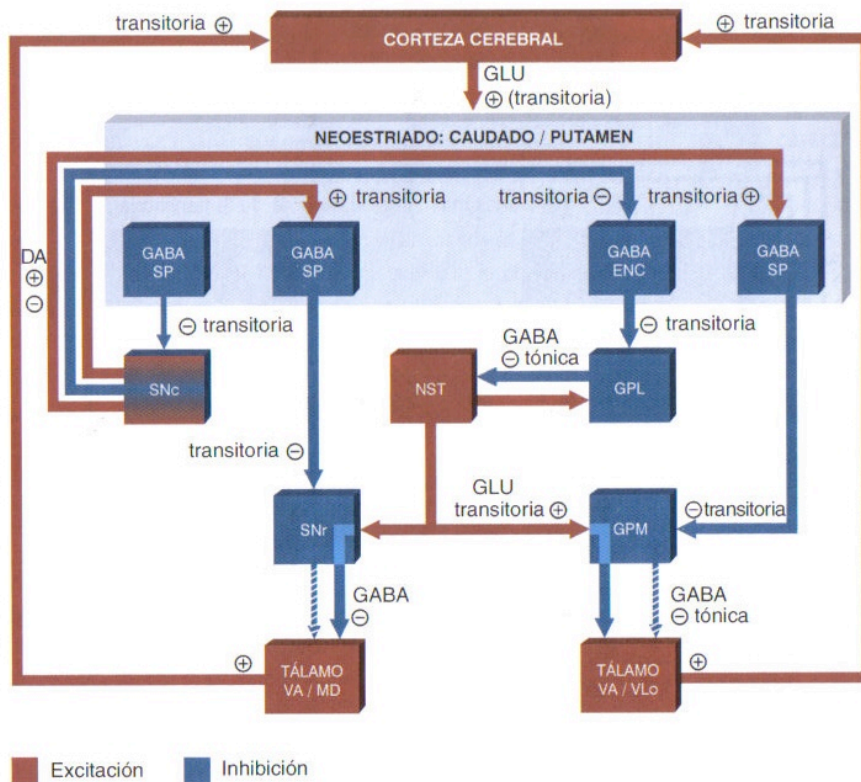 transitoria ⊕
CORTEZA CEREBRAL
⊕ transitoria
GLU
⊕ (transitoria)
NEOESTRIADO: CAUDADO / PUTAMEN
⊕ transitoria
transitoria ⊖
transitoria ⊕
DA
⊕
⊖
GABA
SP
GABA
SP
GABA
ENC
GABA
SP
⊖ transitoria
⊖ transitoria
GABA
⊖ tónica
SNc
NST
GPL
transitoria ⊖
GLU
transitoria ⊕
⊖ transitoria
SNr
GPM
GABA
⊖
GABA
⊖ tónica
⊕
TÁLAMO
VA / MD
TÁLAMO
VA / VLo
⊕
Excitación
Inhibición